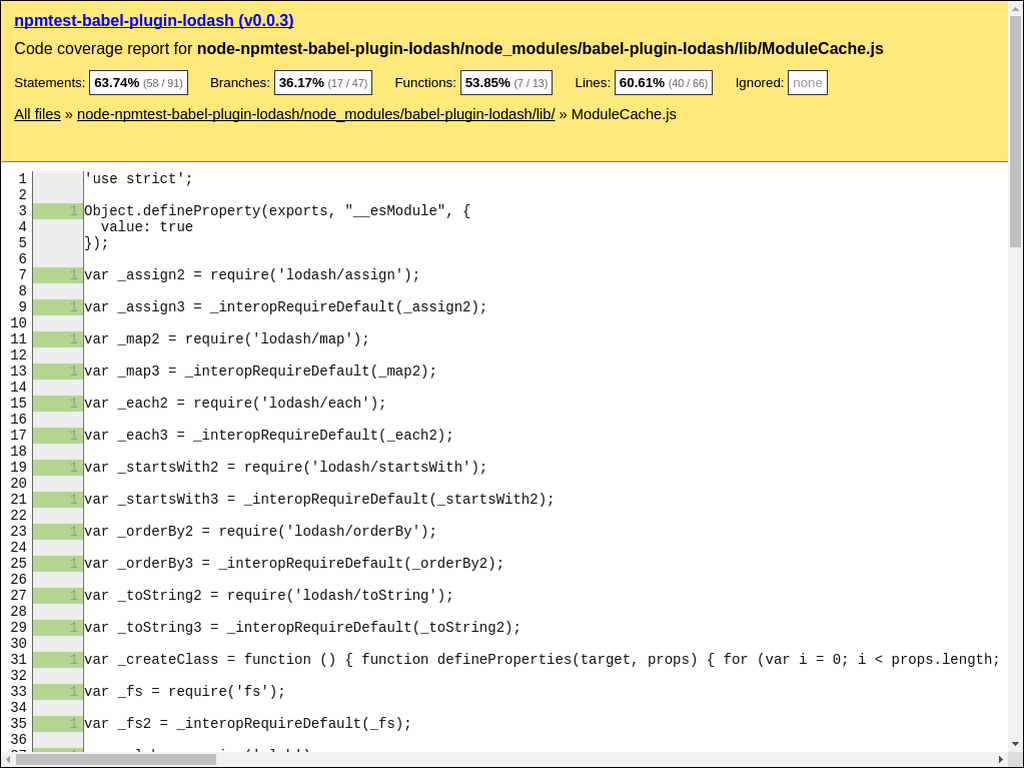 npmtest-babel-plugin-lodash (v0.0.3)
Code coverage report for node-npmtest-babel-plugin-lodash/node_modules/babel-plugin-lodash/lib/ModuleCache.js
Statements: 63.74% (58 / 91) Branches: 36.17% (17 / 47) Functions: 53.85% (7 / 13) Lines: 60.61% (40 / 66) Ignored: none
All files » node-npmtest-babel-plugin-lodash/node_modules/babel-plugin-lodash/lib/ » ModuleCache.js
1 'use strict';
2
3 1 Object.defineProperty(exports, "__esModule", {
4 value: true
5 });
6
7 1 var _assign2 = require('lodash/assign');
8
9 1 var _assign3 = _interopRequireDefault(_assign2);
10
11 1 var _map2 = require('lodash/map');
12
13 1 var _map3 = _interopRequireDefault(_map2);
14
15 1 var _each2 = require('lodash/each');
16
17 1 var _each3 = _interopRequireDefault(_each2);
18
19 1 var _startsWith2 = require('lodash/startsWith');
20
21 1 var _startsWith3 = _interopRequireDefault(_startsWith2);
22
23 1 var _orderBy2 = require('lodash/orderBy');
24
25 1 var _orderBy3 = _interopRequireDefault(_orderBy2);
26
27 1 var _toString2 = require('lodash/toString');
28
29 1 var _toString3 = _interopRequireDefault(_toString2);
30
31 1 var _createClass = function () { function defineProperties(target, props) { for (var i = 0; i < props.length;
32
33 1 var _fs = require('fs');
34
35 1 var _fs2 = _interopRequireDefault(_fs);
36